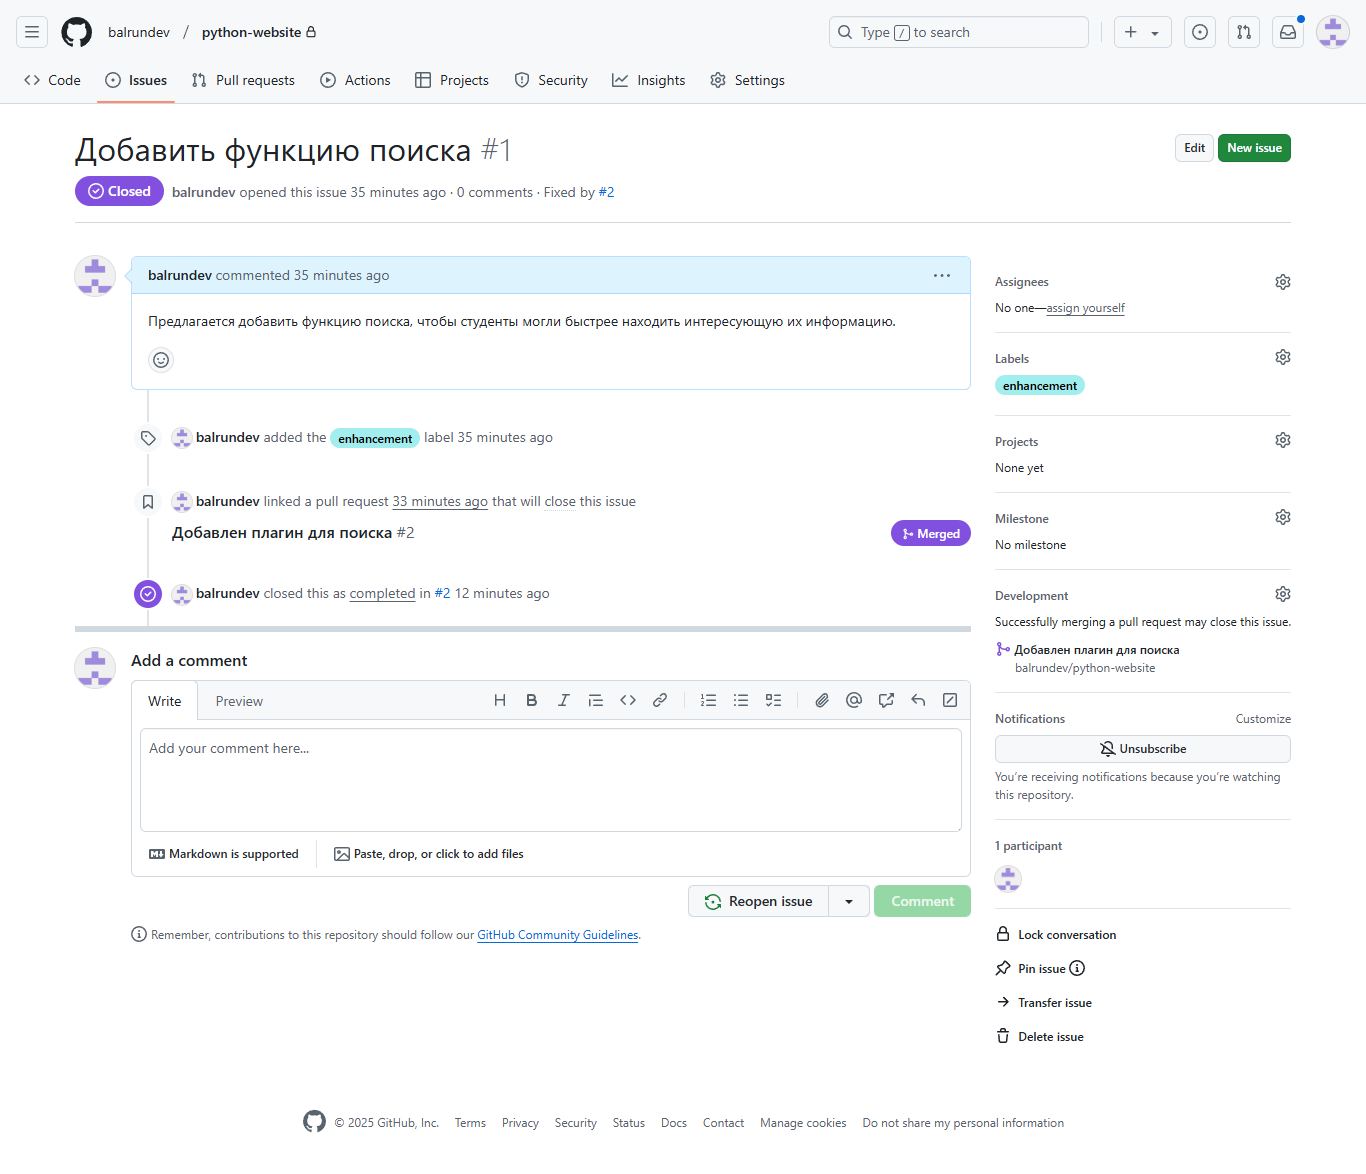 balrundev / python-website
Type / to search
Code
Issues
Pull requests
Actions
Projects
Security
Insights
Settings
Добавить функцию поиска #1
Edit
New issue
Closed
balrundev opened this issue 35 minutes ago · 0 comments · Fixed by #2
balrundev commented 35 minutes ago
Предлагается добавить функцию поиска, чтобы студенты могли быстрее находить интересующую их информацию.
balrundev added the enhancement label 35 minutes ago
balrundev linked a pull request 33 minutes ago that will close this issue
Добавлен плагин для поиска #2
Merged
balrundev closed this as completed in #2 12 minutes ago
Add a comment
Write
Preview
Add your comment here...
Markdown is supported
Paste, drop, or click to add files
Reopen issue
Comment
Remember, contributions to this repository should follow our GitHub Community Guidelines.
Assignees
No one—assign yourself
Labels
enhancement
Projects
None yet
Milestone
No milestone
Development
Successfully merging a pull request may close this issue.
Добавлен плагин для поиска
balrundev/python-website
Notifications
Customize
Unsubscribe
You're receiving notifications because you're watching
this repository.
1 participant
Lock conversation
Pin issue
Transfer issue
Delete issue
© 2025 GitHub, Inc.
Terms
Privacy
Security
Status
Docs
Contact
Manage cookies
Do not share my personal information